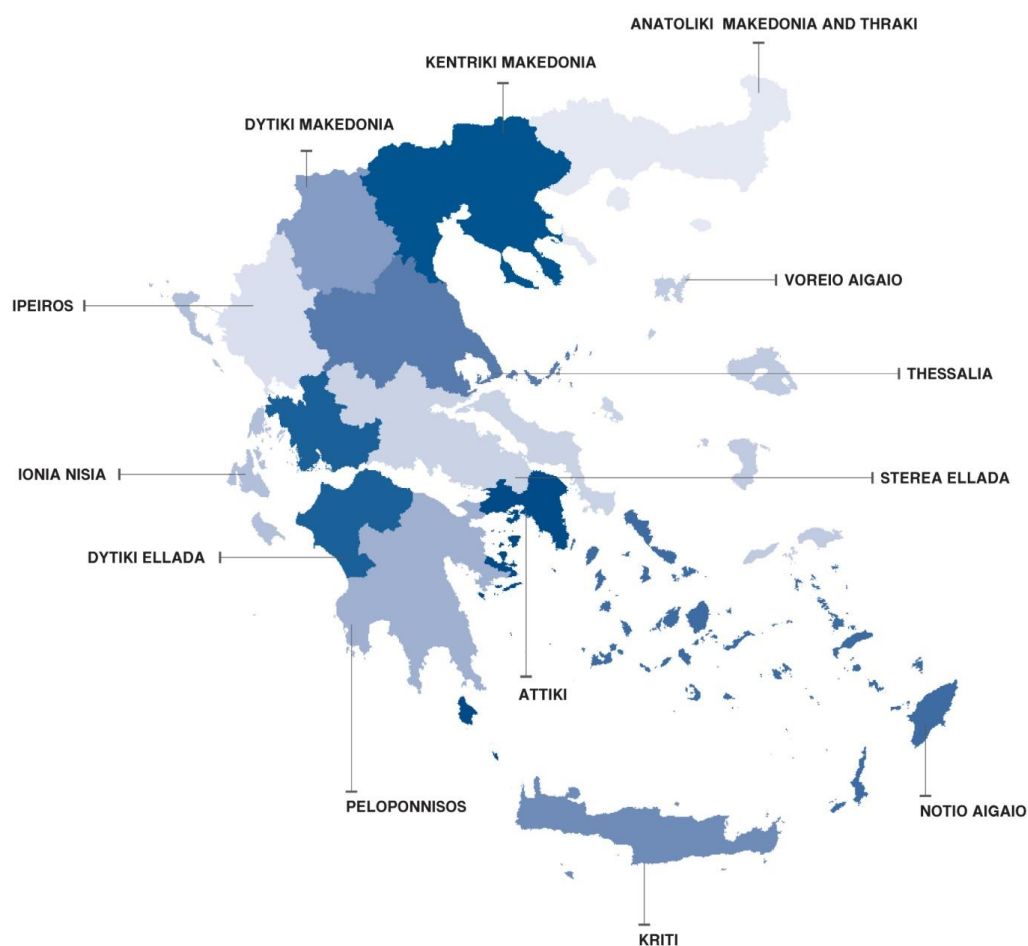 ANATOLIKI MAKEDONIA AND THRAKI
KENTRIKI MAKEDONIA
DYTIKI MAKEDONIA
VOREIO AIGAIO
IPEIROS
THESSALIA
IONIA NISIA
STEREA ELLADA
DYTIKI ELLADA
ATTIKI
PELOPONNISOS
NOTIO AIGAIO
KRITI